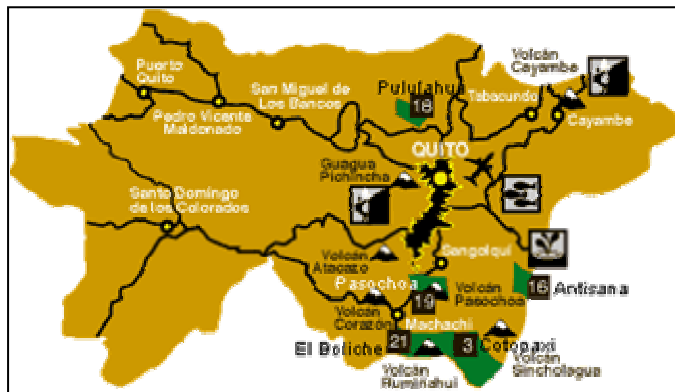 Volcán
Cayambe
Puerto
Quito
San Miguel de
Los Bancos
Pululahua
18
Tabacundo
Pedro Vicente
Maldonado
Cayambe
QUITO
Guagua
Pichincha
Santo Domingo
de los Colorados
Sangolquí
Volcán
Atacazo
Pasochoa
19
Volcán
Pasochoa
16
Antisana
Volcán
Corazón
Machachi
El Boliche
21
3
Cotopaxi
Volcán
Rumiñahui
Volcán
Sincholagua